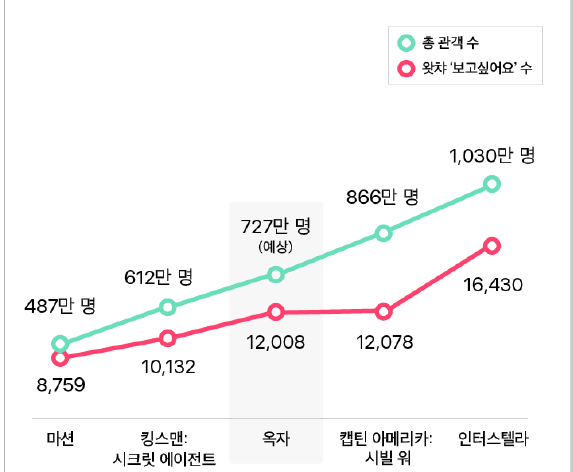 총 관객 수
왓챠 ‘보고싶어요’ 수
1,030만 명
866만 명
727만 명
(예상)
612만 명
487만 명
16,430
12,078
12,008
10,132
8,759
마션
킹스맨:
시크릿 에이전트
옥자
캡틴 아메리카:
시빌 워
인터스텔라